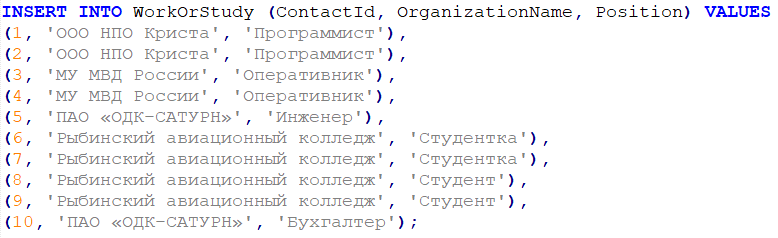 INSERT INTO WorkOrStudy (ContactId, OrganizationName, Position) VALUES
(1, 'ООО НПО Криста', 'Программист'),
(2, 'ООО НПО Криста', 'Программист'),
(3, 'МУ МВД России', 'Оперативник'),
(4, 'МУ МВД России', 'Оперативник'),
(5, 'ПАО «ОДК-САТУРН»', 'Инженер'),
(6, 'Рыбинский авиационный колледж', 'Студентка'),
(7, 'Рыбинский авиационный колледж', 'Студентка'),
(8, 'Рыбинский авиационный колледж', 'Студент'),
(9, 'Рыбинский авиационный колледж', 'Студент'),
(10, 'ПАО «ОДК-САТУРН»', 'Бухгалтер');